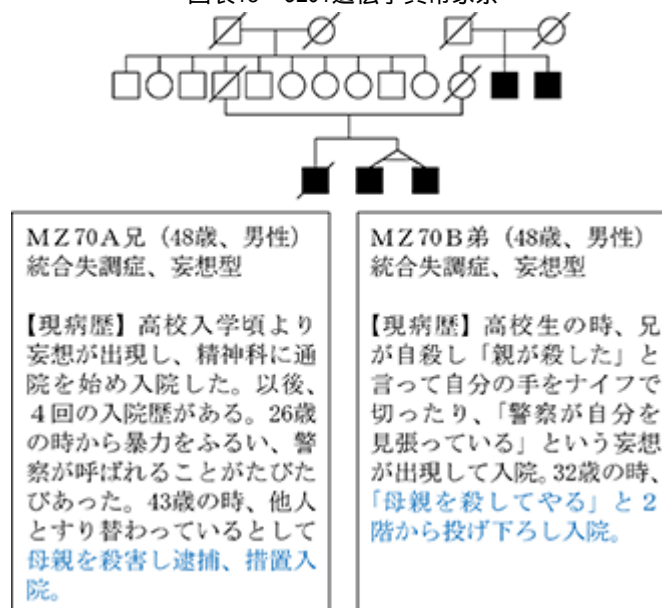 MZ70A兄（48歳、男性）
統合失調症、妄想型
【現病歴】高校入学頃より
妄想が出現し、精神科に通
院を始め入院した。以後、
４回の入院歴がある。26歳
の時から暴力をふるい、警
察が呼ばれることがたびた
びあった。43歳の時、他人
とすり替わっているとして
母親を殺害し逮捕、措置入
院。
MZ70B弟（48歳、男性）
統合失調症、妄想型
【現病歴】高校生の時、兄
が自殺し「親が殺した」と
言って自分の手をナイフで
切ったり、「警察が自分を
見張っている」という妄想
が出現して入院。32歳の時、
「母親を殺してやる」と２
階から投げ下ろし入院。